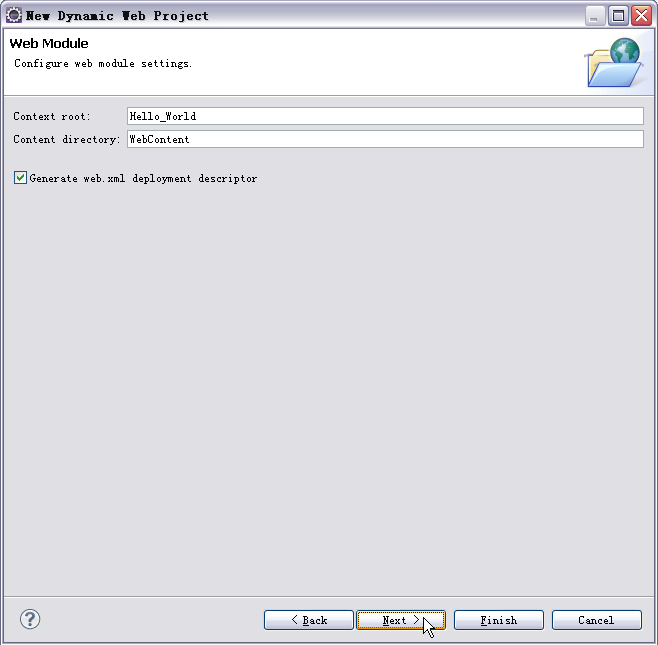 New Dynamic Web Project
Web Module
Configure web module settings.
Context root: Hello_World
Content directory: WebContent
Generate web.xml deployment descriptor
? < Back Next > Finish Cancel